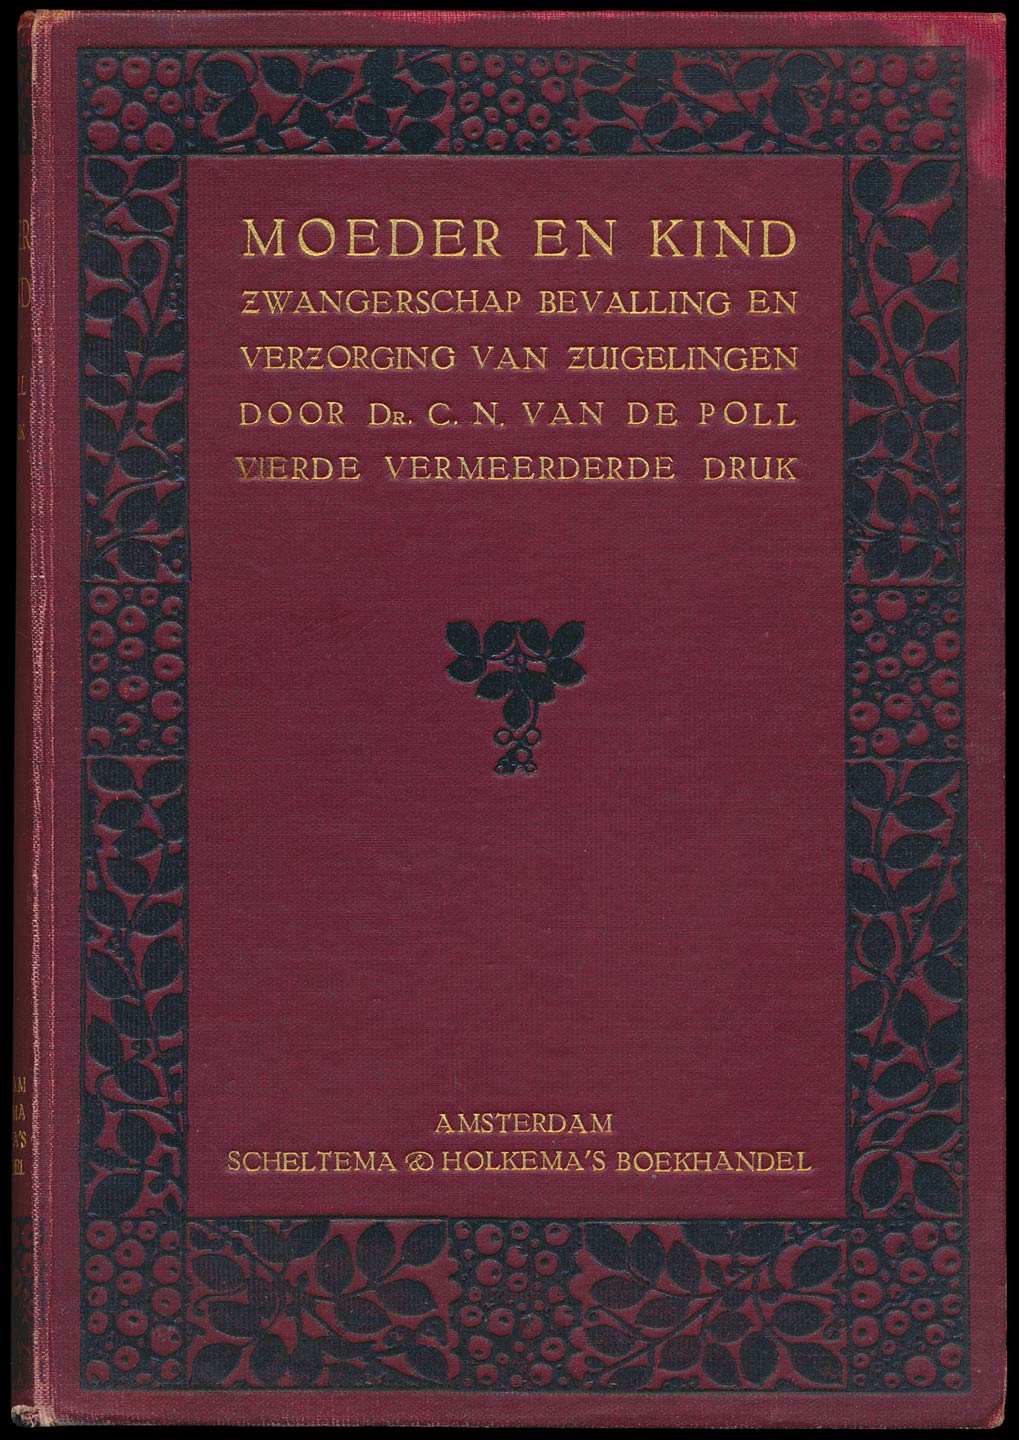 MOEDER EN KIND
ZWANGERSCHAP BEVALLING EN
VERZORGING VAN ZUIGELINGEN
DOOR DR. C. N. VAN DE POLL
VIERDE VERMEERDERDE DRUK
AMSTERDAM
SCHELTEMA & HOLKEMA'S BOEKHANDEL